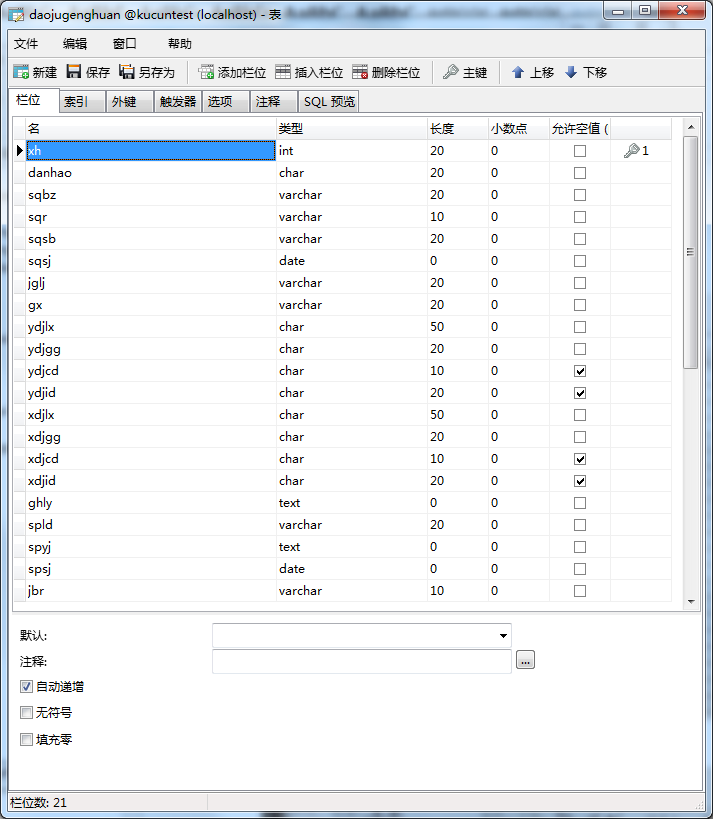 daojugenghuan @kucuntest (localhost) - 表
文件 编辑 窗口 帮助
新建 保存 另存为 添加栏位 插入栏位 删除栏位 主键 上移 下移
栏位 索引 外键 触发器 选项 注释 SQL 预览
名 类型 长度 小数点 允许空值 (
xh int 20 0 1
danhao char 20 0
sqbz varchar 20 0
sqr varchar 10 0
sqsb varchar 20 0
sqsj date 0 0
jglj varchar 20 0
gx varchar 20 0
ydjlx char 50 0
ydjgg char 20 0
ydjcd char 10 0
ydjid char 20 0
xdjlx char 50 0
xdjgg char 20 0
xdjcd char 10 0
xdjid char 20 0
ghly text 0 0
spld varchar 20 0
spyj text 0 0
spsj date 0 0
jbr varchar 10 0
默认:
注释: ...
自动递增
无符号
填充零
栏位数: 21